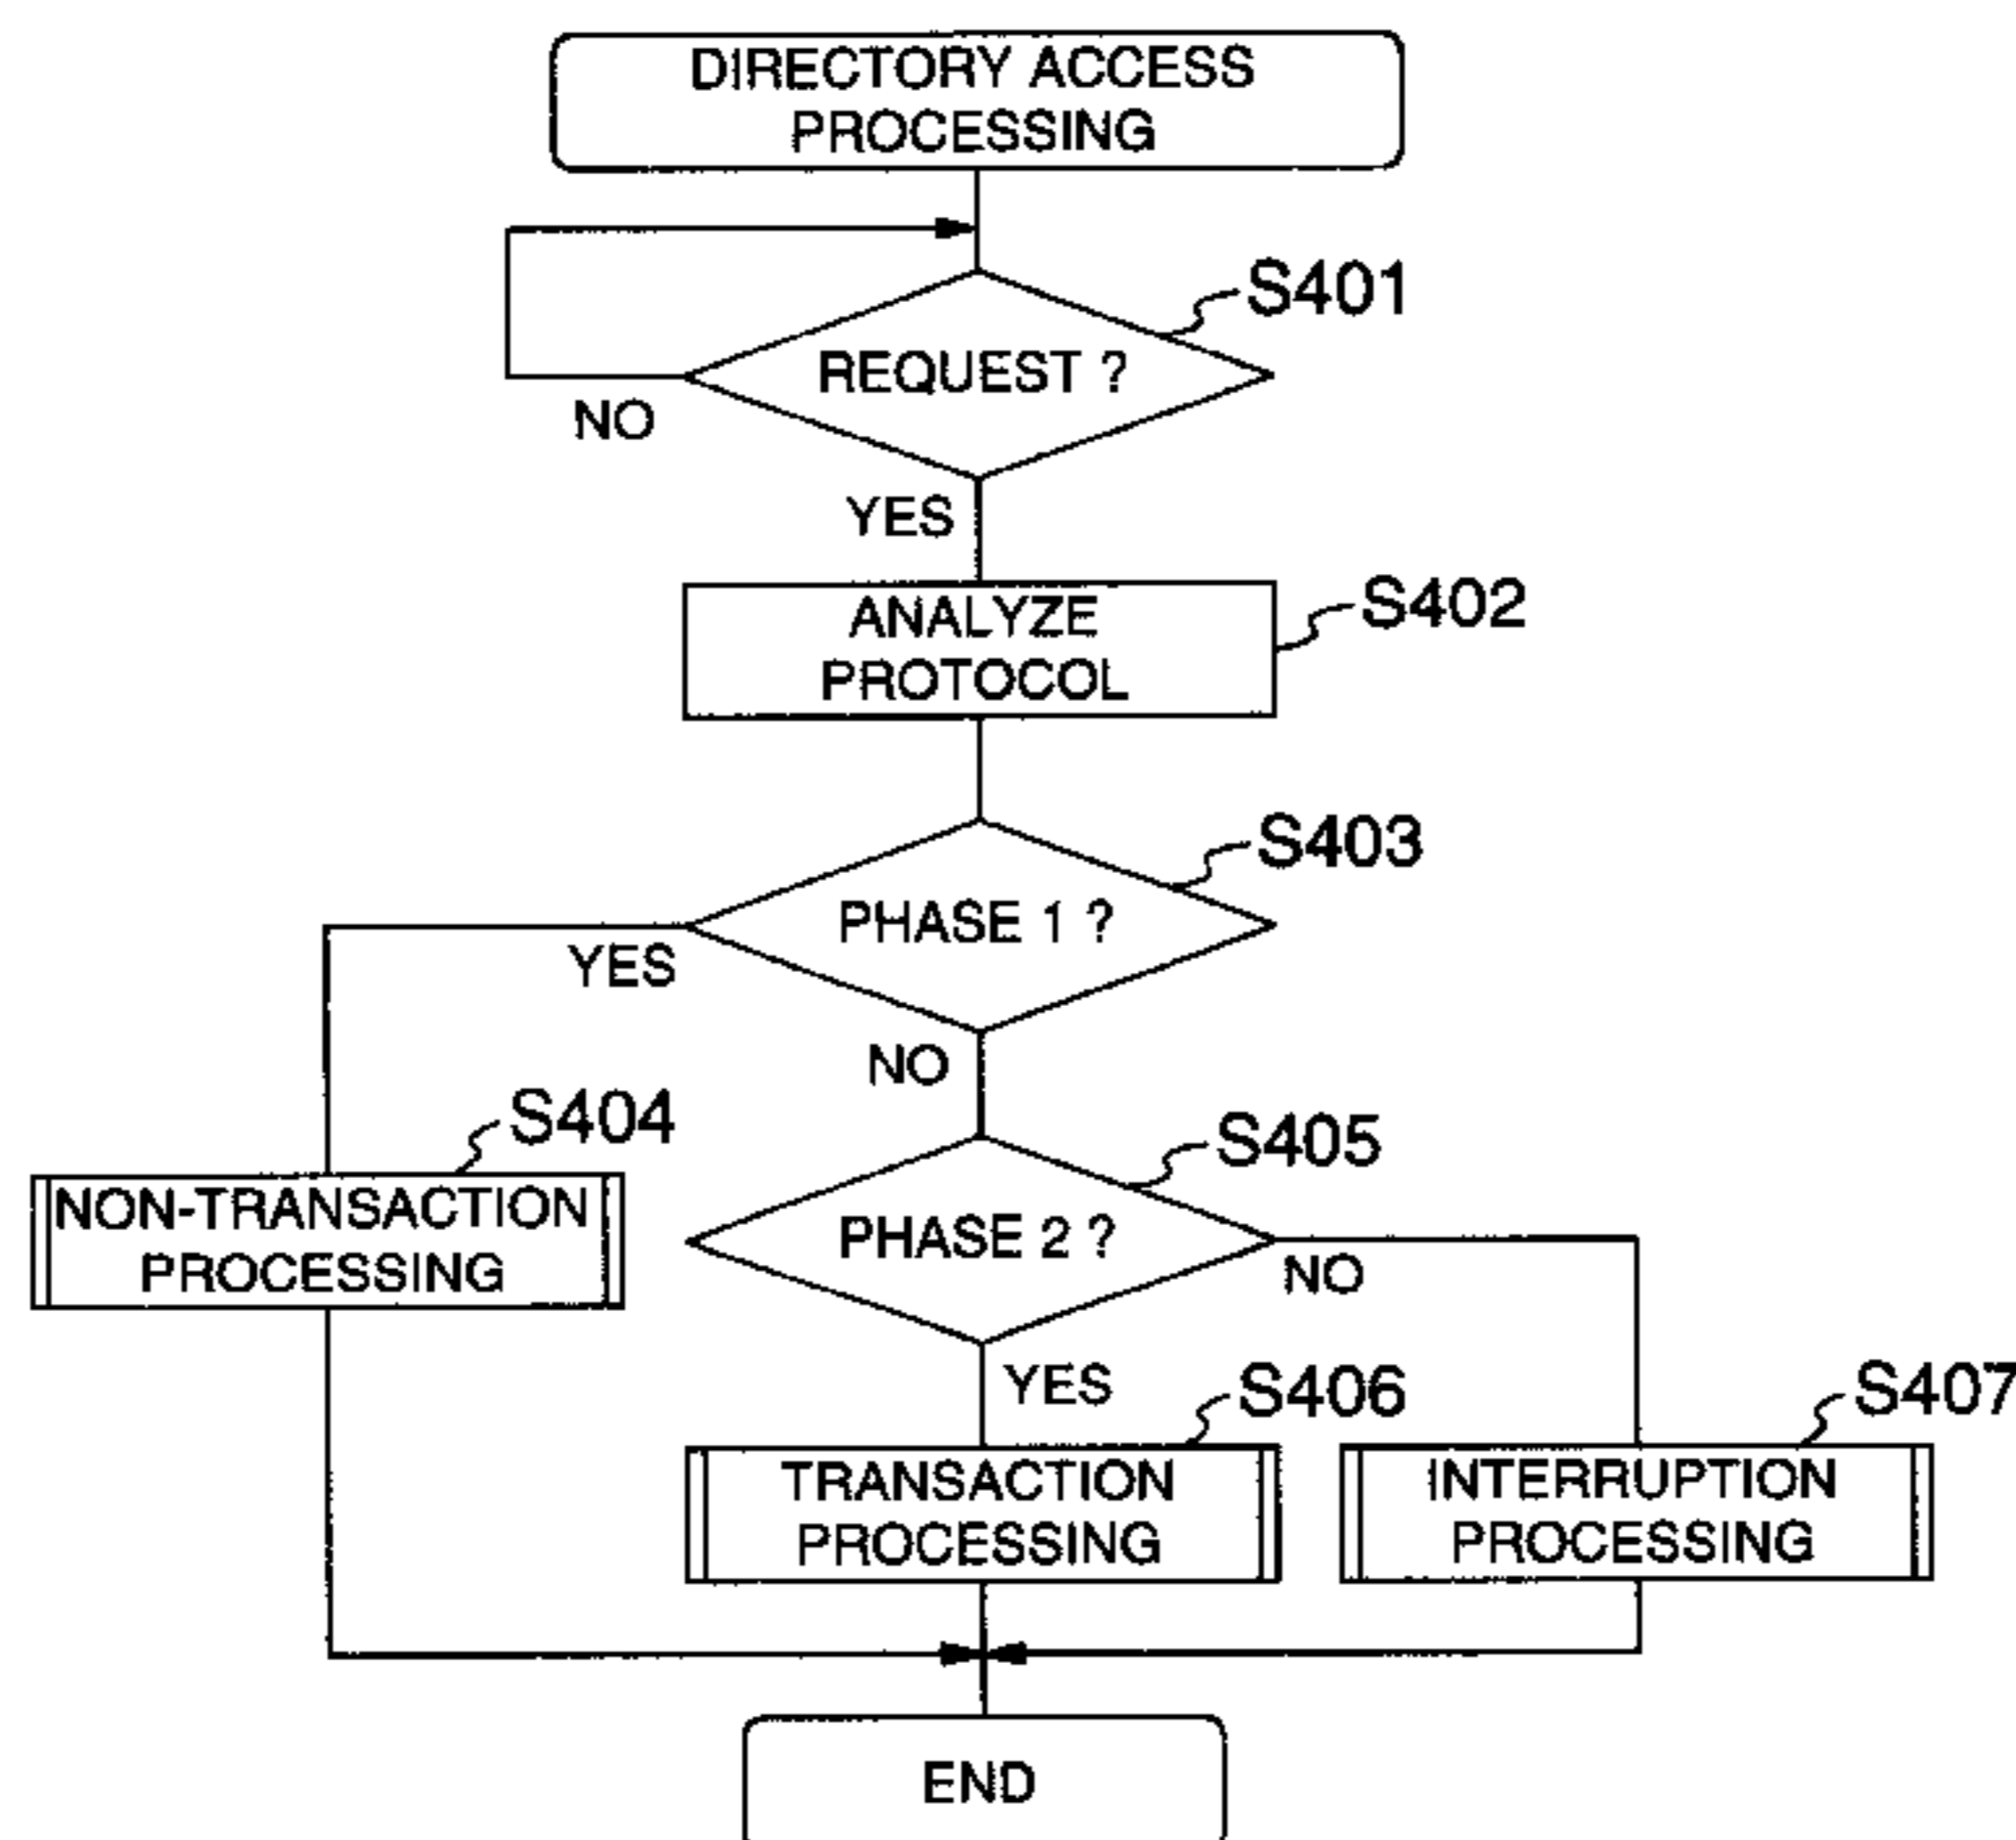 DIRECTORY ACCESS
PROCESSING
S401
REQUEST ?
NO
YES
S402
ANALYZE
PROTOCOL
S403
PHASE 1 ?
YES
NO
S404
NON-TRANSACTION
PROCESSING
S405
PHASE 2 ?
NO
YES
S406
TRANSACTION
PROCESSING
S407
INTERRUPTION
PROCESSING
END